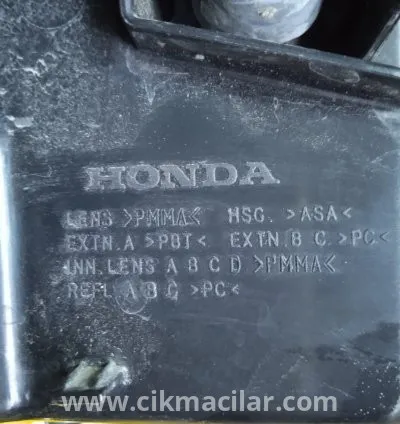 HONDA
LENS >PMMA< HSG. >ASA<
EXTN.A >PBT< EXTN.B C. >PC<
INN.LENS A B C D >PMMA<
REFL.A B C >PC<
www.cikmacilar.com